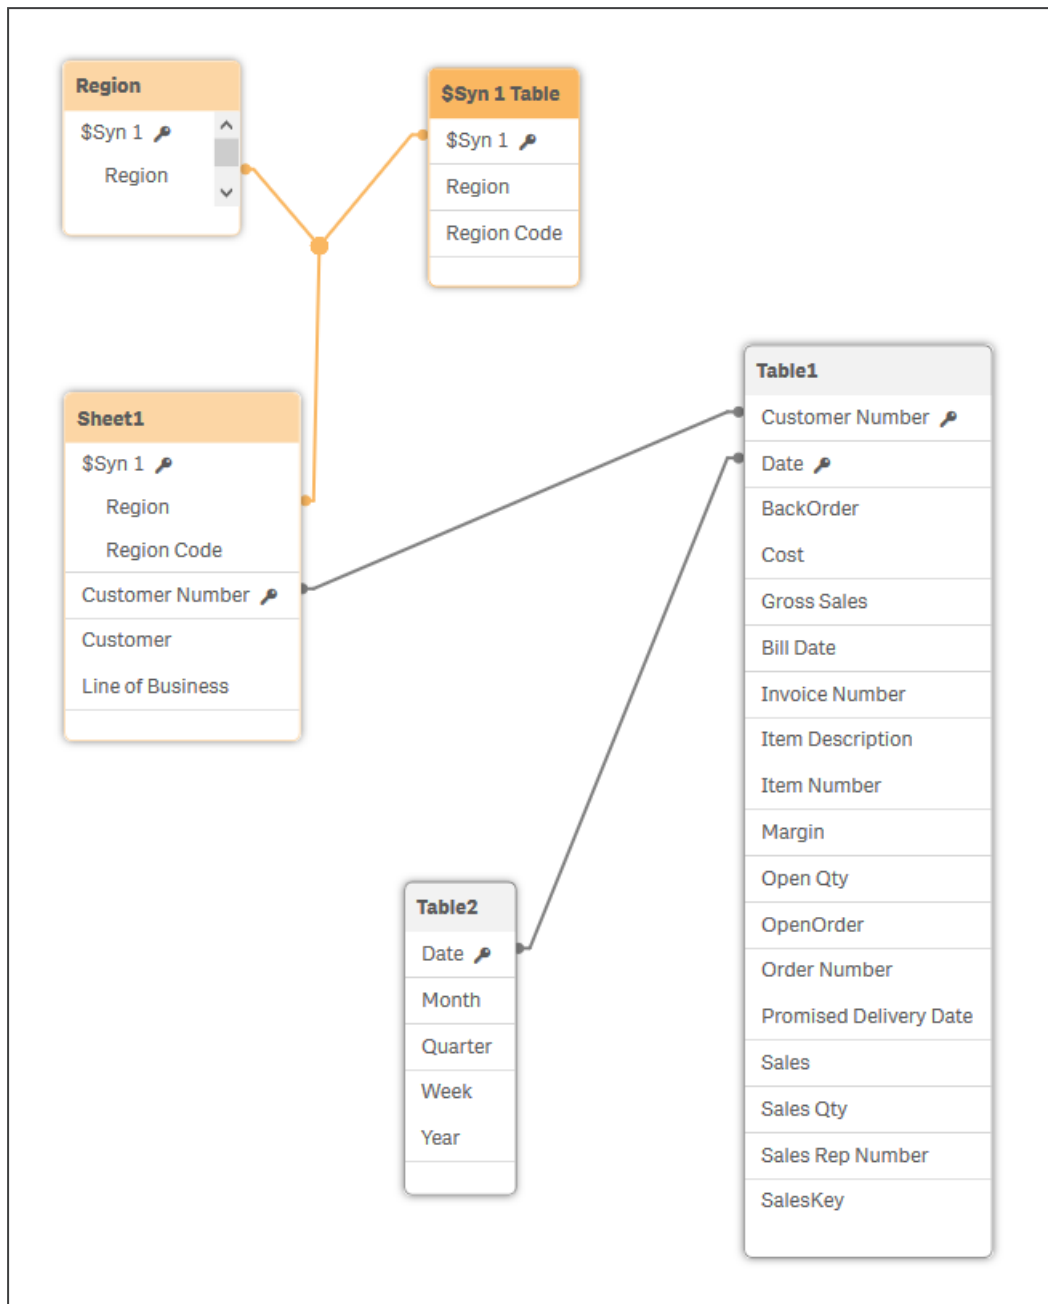 Region
$Syn 1
Region
$Syn 1 Table
$Syn 1
Region
Region Code
Sheet1
$Syn 1
Region
Region Code
Customer Number
Customer
Line of Business
Table1
Customer Number
Date
BackOrder
Cost
Gross Sales
Bill Date
Invoice Number
Item Description
Item Number
Margin
Open Qty
OpenOrder
Order Number
Promised Delivery Date
Sales
Sales Qty
Sales Rep Number
SalesKey
Table2
Date
Month
Quarter
Week
Year